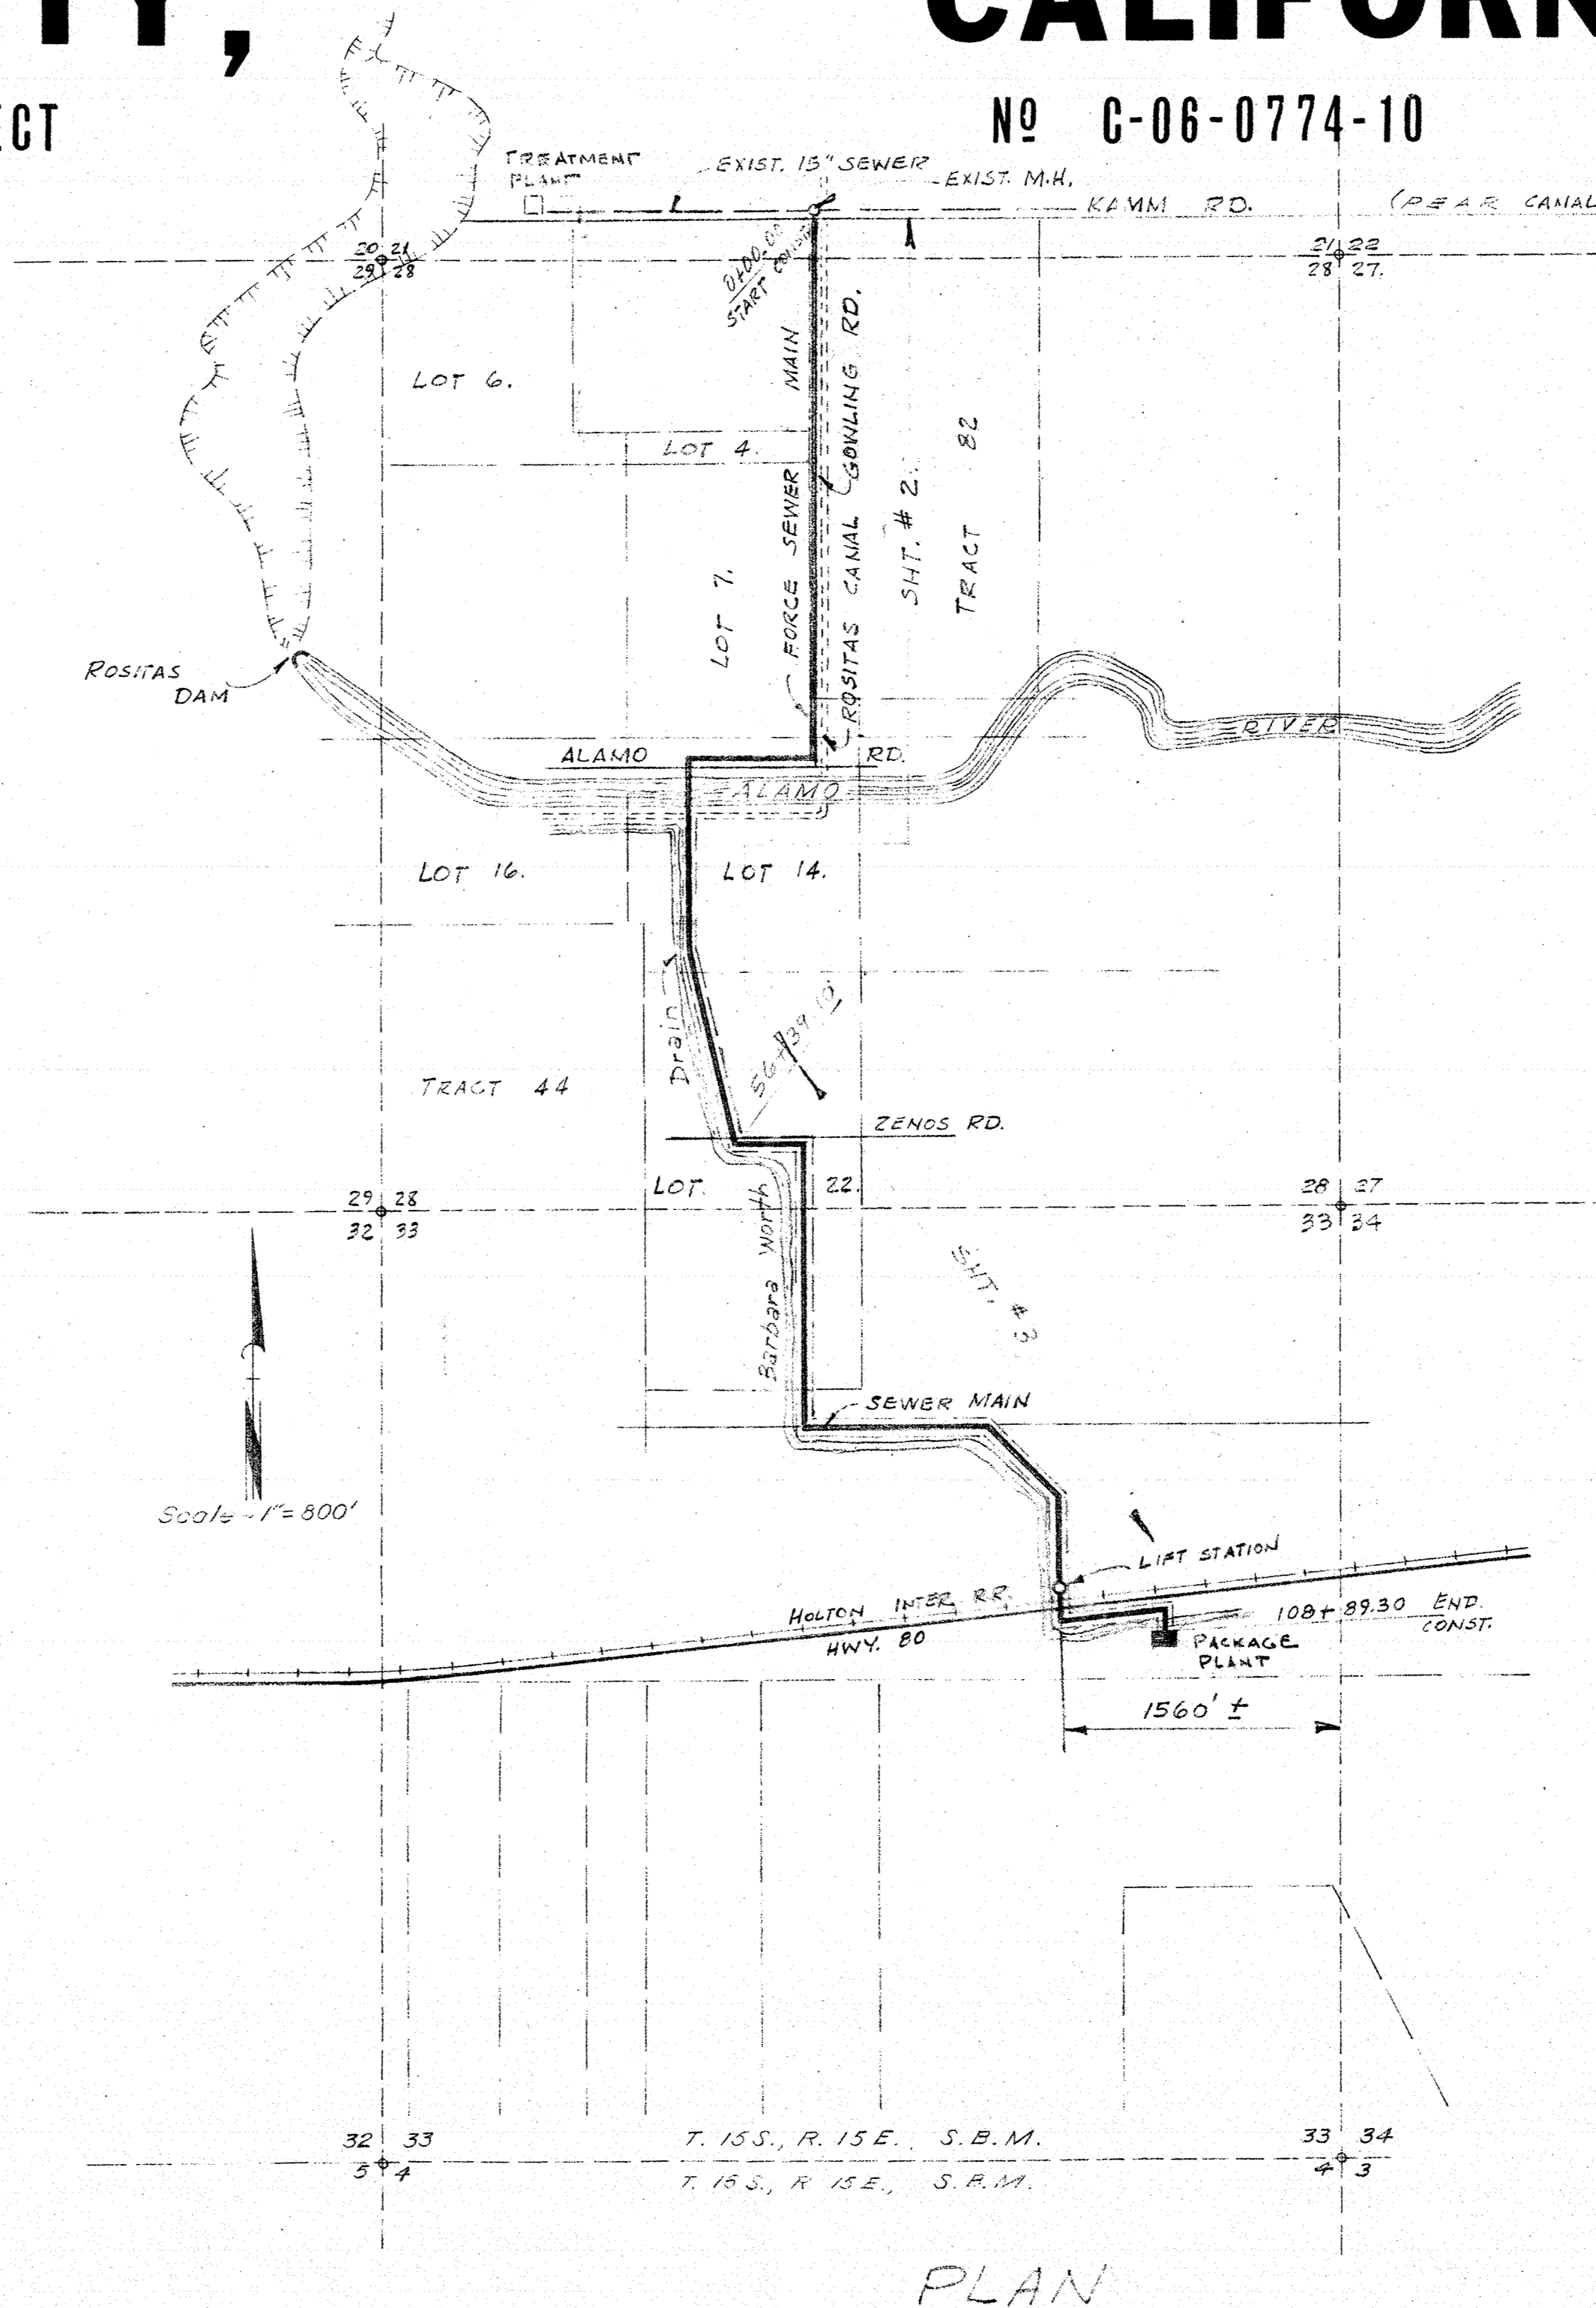 TY,
CALIFORN
ECT
Nº C-06-0774-10
TREATMENT
PLANT
EXIST. 15" SEWER
EXIST. M.H.
KAMM RD.
(PEAR CANAL
0+00.00
START CONST.
20 21
29 28
21 22
28 27.
LOT 6.
LOT 4.
LOT 7.
FORCE SEWER MAIN
ROSITAS CANAL
GOWLING RD.
SHT. # 2.
TRACT 82
ROSITAS
DAM
ALAMO RD.
ALAMO RIVER
LOT 16.
LOT 14.
Drain
56+39.10
TRACT 44
ZENOS RD.
LOT. 22.
29 28
32 33
28 27
33 34
Barbara Worth
SHT. # 3
SEWER MAIN
Scale - 1"= 800'
LIFT STATION
HOLTON INTER R.R.
HWY. 80
108+89.30 END.
CONST.
PACKAGE
PLANT
1560' ±
32 33
5 4
T. 15 S., R. 15 E., S.B.M.
T. 16 S., R 15 E., S.B.M.
33 34
4 3
PLAN